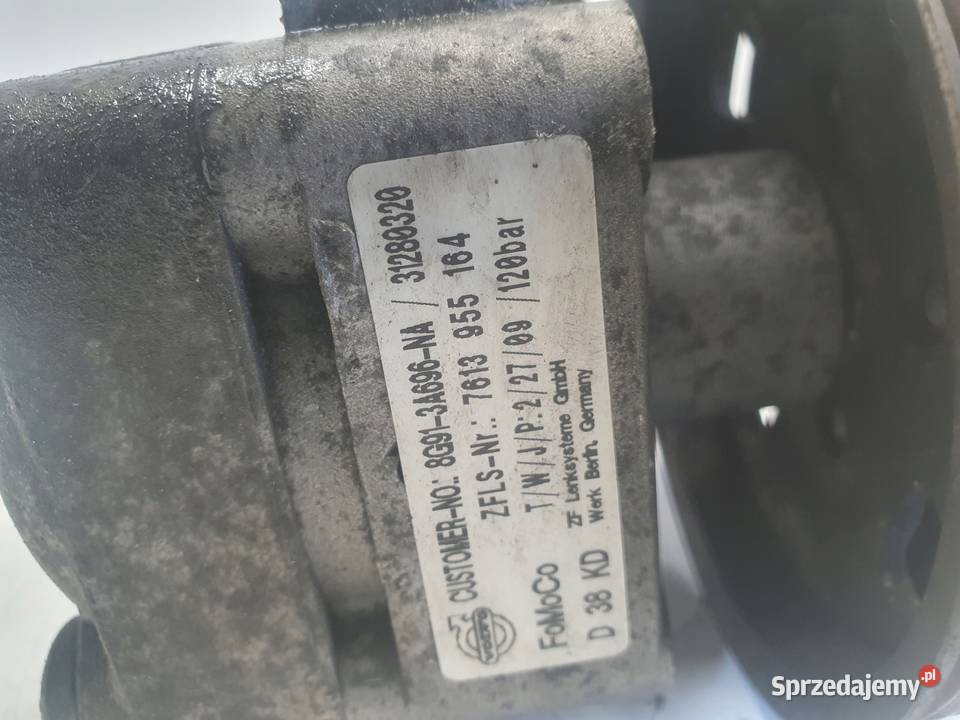 CUSTOMER-NO.: 8G91-3A696-NA / 31280320
ZFLS-Nr.: 7613 955 164
T/W/J/P:2/27/09 /120bar
VOLVO
FoMoCo
ZF Lenksysteme GmbH
D 38 KD
Werk Berlin, Germany
Sprzedajemy.pl